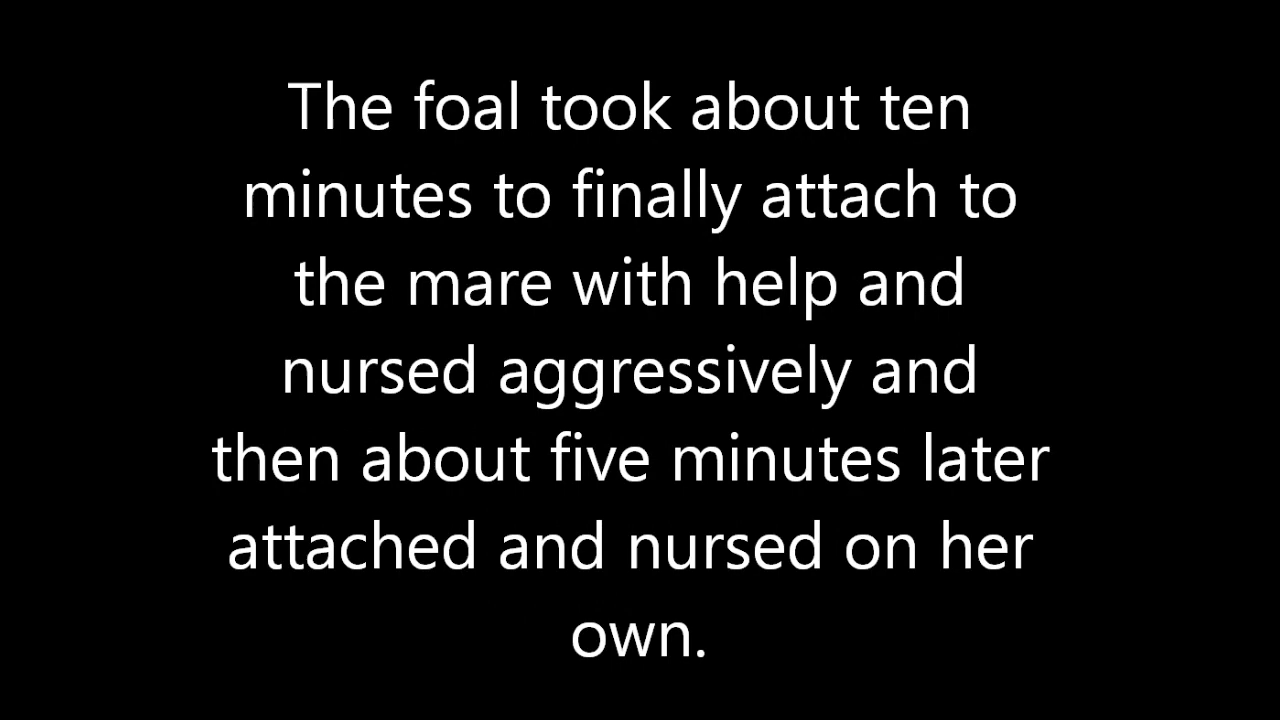 The foal took about ten
minutes to finally attach to
the mare with help and
nursed aggressively and
then about five minutes later
attached and nursed on her
own.